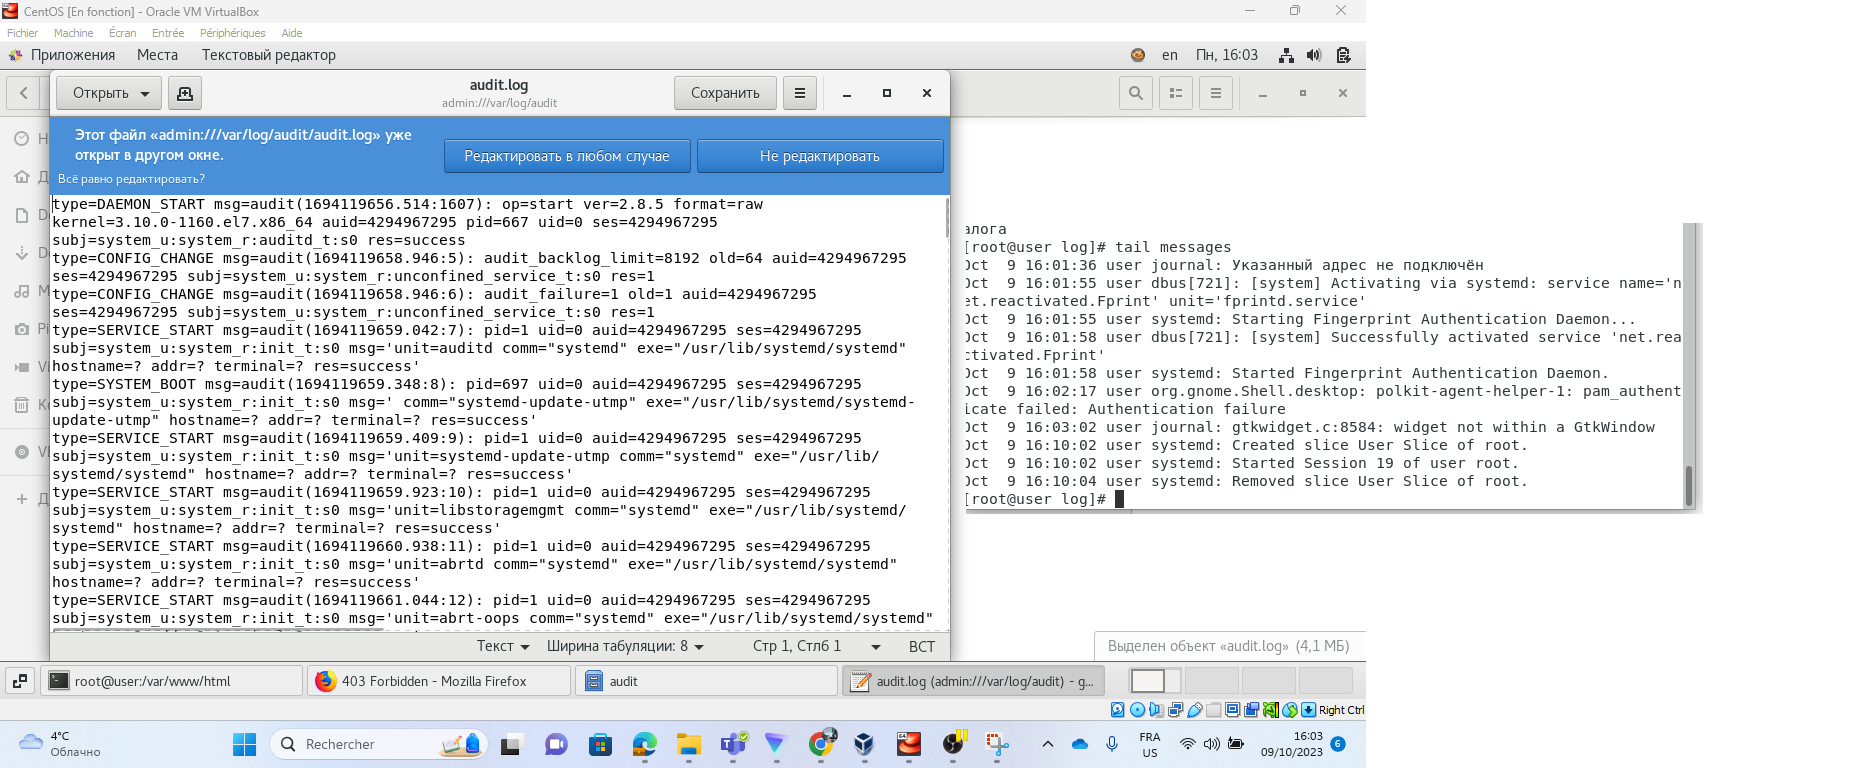 CentOS [En fonction] - Oracle VM VirtualBox
Fichier Machine Écran Entrée Périphériques Aide
Приложения Места Текстовый редактор en Пн, 16:03
Открыть audit.log Сохранить
admin:///var/log/audit
Этот файл «admin:///var/log/audit/audit.log» уже
открыт в другом окне.
Редактировать в любом случае Не редактировать
Всё равно редактировать?
type=DAEMON_START msg=audit(1694119656.514:1607): op=start ver=2.8.5 format=raw
kernel=3.10.0-1160.el7.x86_64 auid=4294967295 pid=667 uid=0 ses=4294967295
subj=system_u:system_r:auditd_t:s0 res=success
type=CONFIG_CHANGE msg=audit(1694119658.946:5): audit_backlog_limit=8192 old=64 auid=4294967295
ses=4294967295 subj=system_u:system_r:unconfined_service_t:s0 res=1
type=CONFIG_CHANGE msg=audit(1694119658.946:6): audit_failure=1 old=1 auid=4294967295
ses=4294967295 subj=system_u:system_r:unconfined_service_t:s0 res=1
type=SERVICE_START msg=audit(1694119659.042:7): pid=1 uid=0 auid=4294967295 ses=4294967295
subj=system_u:system_r:init_t:s0 msg='unit=auditd comm="systemd" exe="/usr/lib/systemd/systemd"
hostname=? addr=? terminal=? res=success'
type=SYSTEM_BOOT msg=audit(1694119659.348:8): pid=697 uid=0 auid=4294967295 ses=4294967295
subj=system_u:system_r:init_t:s0 msg=' comm="systemd-update-utmp" exe="/usr/lib/systemd/systemd-
update-utmp" hostname=? addr=? terminal=? res=success'
type=SERVICE_START msg=audit(1694119659.409:9): pid=1 uid=0 auid=4294967295 ses=4294967295
subj=system_u:system_r:init_t:s0 msg='unit=systemd-update-utmp comm="systemd" exe="/usr/lib/
systemd/systemd" hostname=? addr=? terminal=? res=success'
type=SERVICE_START msg=audit(1694119659.923:10): pid=1 uid=0 auid=4294967295 ses=4294967295
subj=system_u:system_r:init_t:s0 msg='unit=libstoragemgmt comm="systemd" exe="/usr/lib/systemd/
systemd" hostname=? addr=? terminal=? res=success'
type=SERVICE_START msg=audit(1694119660.938:11): pid=1 uid=0 auid=4294967295 ses=4294967295
subj=system_u:system_r:init_t:s0 msg='unit=abrtd comm="systemd" exe="/usr/lib/systemd/systemd"
hostname=? addr=? terminal=? res=success'
type=SERVICE_START msg=audit(1694119661.044:12): pid=1 uid=0 auid=4294967295 ses=4294967295
subj=system_u:system_r:init_t:s0 msg='unit=abrt-oops comm="systemd" exe="/usr/lib/systemd/systemd"
Текст Ширина табуляции: 8 Стр 1, Стлб 1 ВСТ
алога
[root@user log]# tail messages
Oct 9 16:01:36 user journal: Указанный адрес не подключён
Oct 9 16:01:55 user dbus[721]: [system] Activating via systemd: service name='n
et.reactivated.Fprint' unit='fprintd.service'
Oct 9 16:01:55 user systemd: Starting Fingerprint Authentication Daemon...
Oct 9 16:01:58 user dbus[721]: [system] Successfully activated service 'net.rea
ctivated.Fprint'
Oct 9 16:01:58 user systemd: Started Fingerprint Authentication Daemon.
Oct 9 16:02:17 user org.gnome.Shell.desktop: polkit-agent-helper-1: pam_authent
icate failed: Authentication failure
Oct 9 16:03:02 user journal: gtkwidget.c:8584: widget not within a GtkWindow
Oct 9 16:10:02 user systemd: Created slice User Slice of root.
Oct 9 16:10:02 user systemd: Started Session 19 of user root.
Oct 9 16:10:04 user systemd: Removed slice User Slice of root.
[root@user log]#
Выделен объект «audit.log» (4,1 МБ)
root@user:/var/www/html 403 Forbidden - Mozilla Firefox audit audit.log (admin:///var/log/audit) - g...
Right Ctrl
4°C
Облачно
Rechercher
FRA
US
16:03
09/10/2023
6